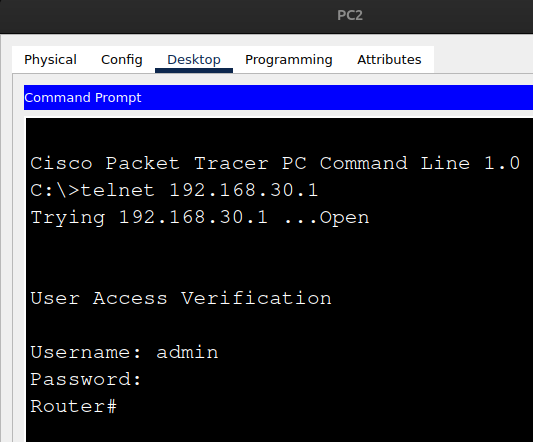 PC2
Physical Config Desktop Programming Attributes
Command Prompt
Cisco Packet Tracer PC Command Line 1.0
C:\>telnet 192.168.30.1
Trying 192.168.30.1 ...Open
User Access Verification
Username: admin
Password:
Router#